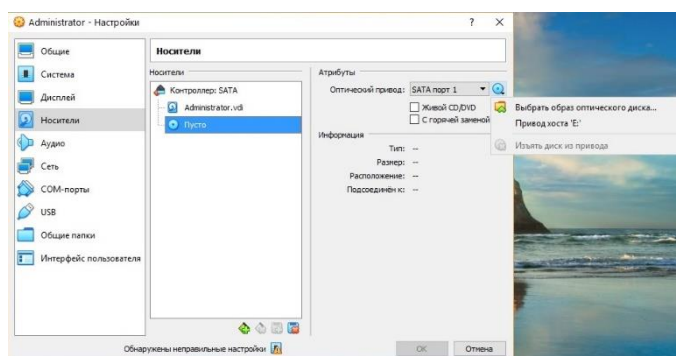 Administrator - Настройки
? ×
Общие
Система
Дисплей
Носители
Аудио
Сеть
COM-порты
USB
Общие папки
Интерфейс пользователя
Носители
Носители
Контроллер: SATA
Administrator.vdi
Пусто
Атрибуты
Оптический привод: SATA порт 1
Живой CD/DVD
С горячей заменой
Информация
Тип: --
Размер: --
Расположение: --
Подсоединён к: --
Выбрать образ оптического диска...
Привод хоста 'E:'
Изъять диск из привода
Обнаружены неправильные настройки
OK
Отмена